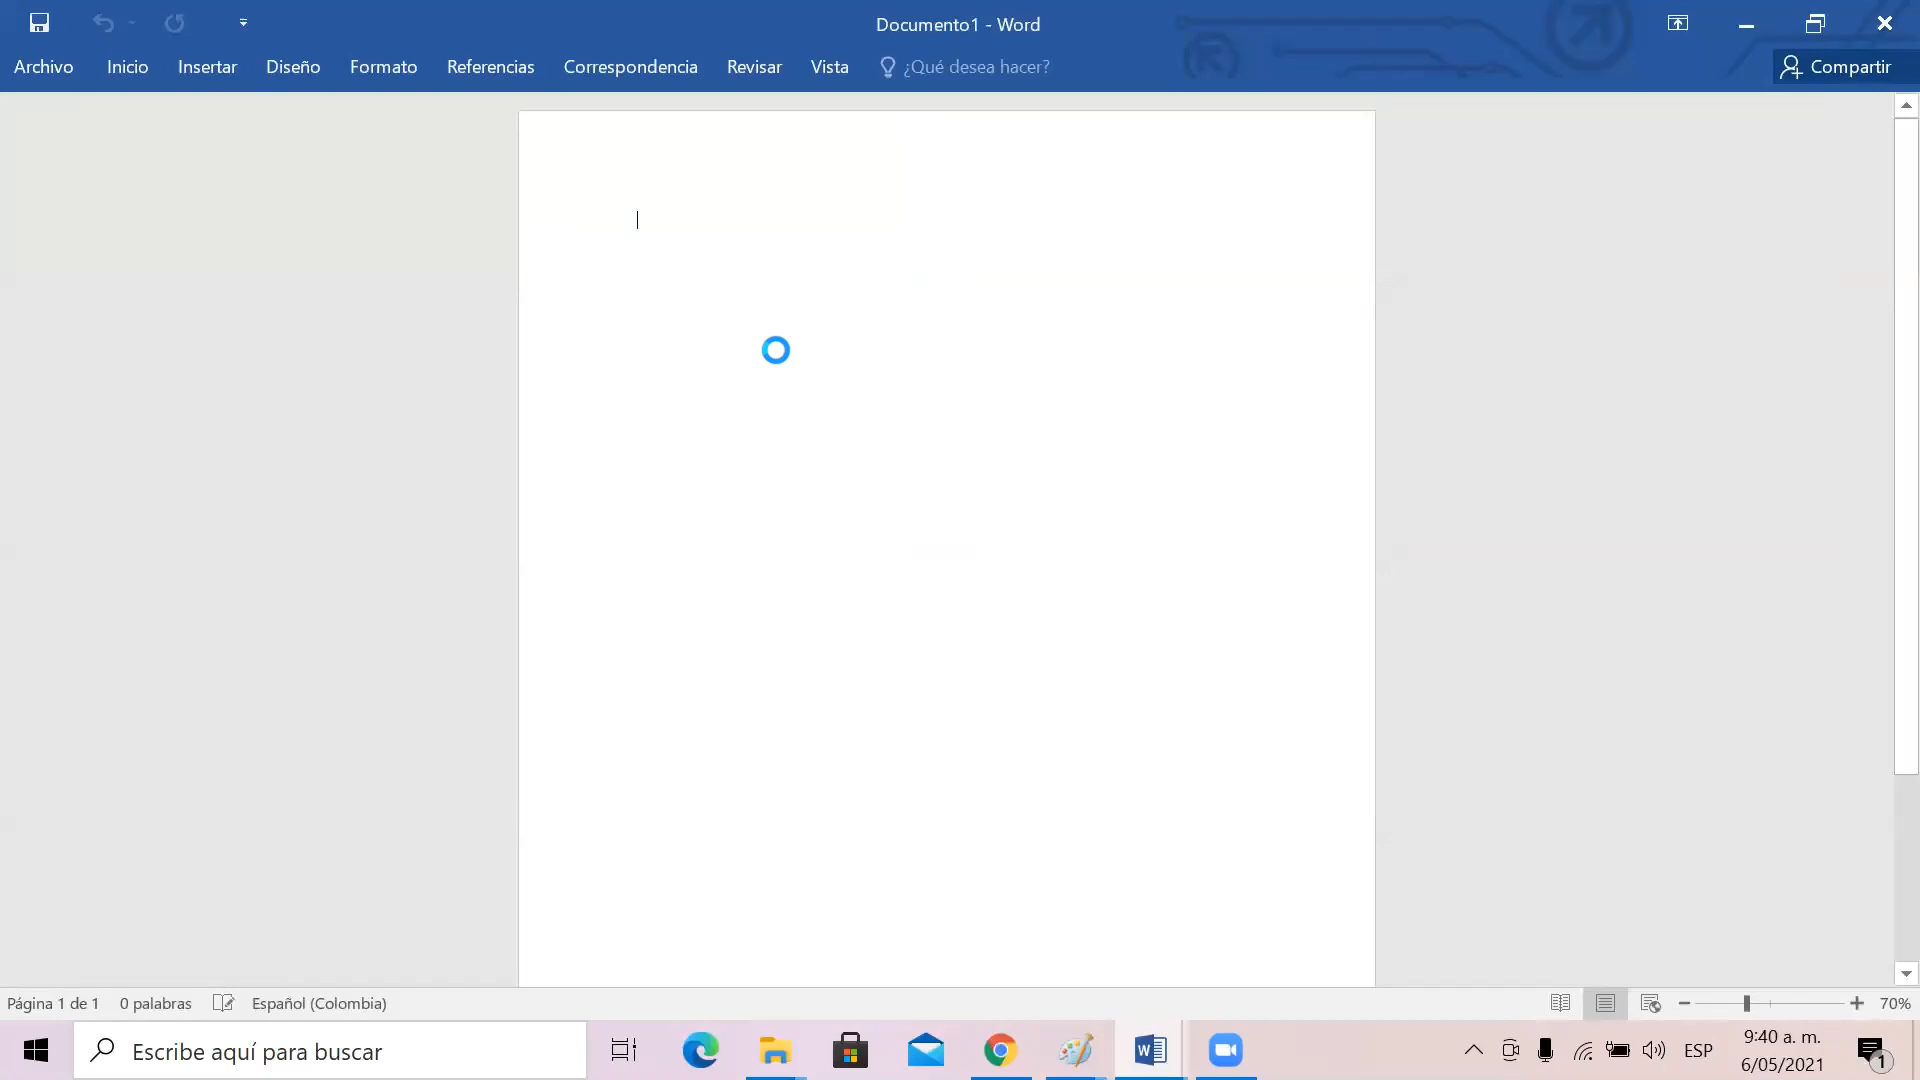 Documento1 - Word
Archivo Inicio Insertar Diseño Formato Referencias Correspondencia Revisar Vista ¿Qué desea hacer? Compartir
Página 1 de 1 0 palabras Español (Colombia) 70%
Escribe aquí para buscar
ESP
9:40 a. m.
6/05/2021
1